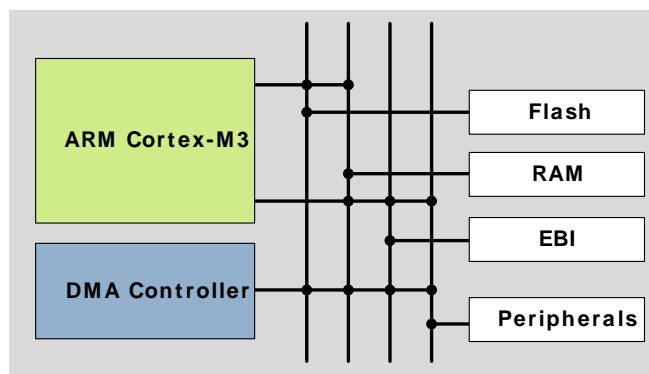 ARM Cortex-M3
DMA Controller
Flash
RAM
EBI
Peripherals